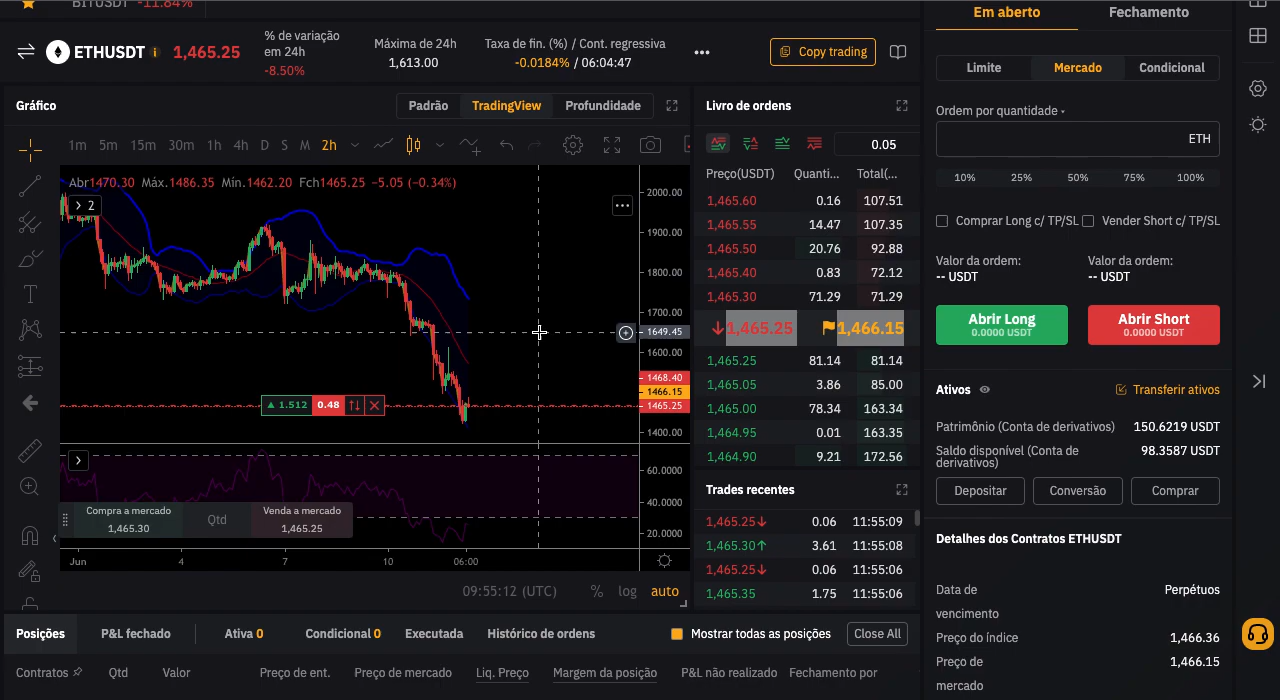 BITUSDT -11.84%
ETHUSDT
1,465.25
% de variação
em 24h
-8.50%
Máxima de 24h
1,613.00
Taxa de fin. (%) / Cont. regressiva
-0.0184% / 06:04:47
Copy trading
Gráfico
Padrão
TradingView
Profundidade
1m
5m
15m
30m
1h
4h
D
S
M
2h
Abr1470.30 Máx.1486.35 Mín.1462.20 Fch1465.25 -5.05 (-0.34%)
2
2000.00
1900.00
1800.00
1700.00
1649.45
1600.00
1468.40
1466.15
1465.25
1400.00
1.512
0.48
60.0000
40.0000
20.0000
Compra a mercado
1,465.30
Qtd
Venda a mercado
1,465.25
Jun
4
7
10
06:00
09:55:12 (UTC)
%
log
auto
Livro de ordens
0.05
Preço(USDT) Quanti... Total(...
1,465.60 0.16 107.51
1,465.55 14.47 107.35
1,465.50 20.76 92.88
1,465.40 0.83 72.12
1,465.30 71.29 71.29
1,465.25 1,466.15
1,465.25 81.14 81.14
1,465.05 3.86 85.00
1,465.00 78.34 163.34
1,464.95 0.01 163.35
1,464.90 9.21 172.56
Trades recentes
1,465.25↓ 0.06 11:55:09
1,465.30↑ 3.61 11:55:08
1,465.25↓ 0.06 11:55:06
1,465.35 1.75 11:55:06
Em aberto
Fechamento
Limite
Mercado
Condicional
Ordem por quantidade
ETH
10%
25%
50%
75%
100%
Comprar Long c/ TP/SL
Vender Short c/ TP/SL
Valor da ordem:
-- USDT
Valor da ordem:
-- USDT
Abrir Long
0.0000 USDT
Abrir Short
0.0000 USDT
Ativos
Transferir ativos
Patrimônio (Conta de derivativos) 150.6219 USDT
Saldo disponível (Conta de
derivativos)
98.3587 USDT
Depositar
Conversão
Comprar
Detalhes dos Contratos ETHUSDT
Data de
vencimento
Perpétuos
Preço do índice 1,466.36
Preço de
mercado
1,466.15
Posições
P&L fechado
Ativa 0
Condicional 0
Executada
Histórico de ordens
Mostrar todas as posições
Close All
Contratos
Qtd
Valor
Preço de ent.
Preço de mercado
Liq. Preço
Margem da posição
P&L não realizado
Fechamento por